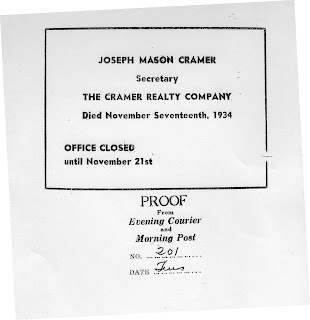 JOSEPH MASON CRAMER
Secretary
THE CRAMER REALTY COMPANY
Died November Seventeenth, 1934
OFFICE CLOSED
until November 21st
PROOF
From
Evening Courier
and
Morning Post
NO. 201
DATE